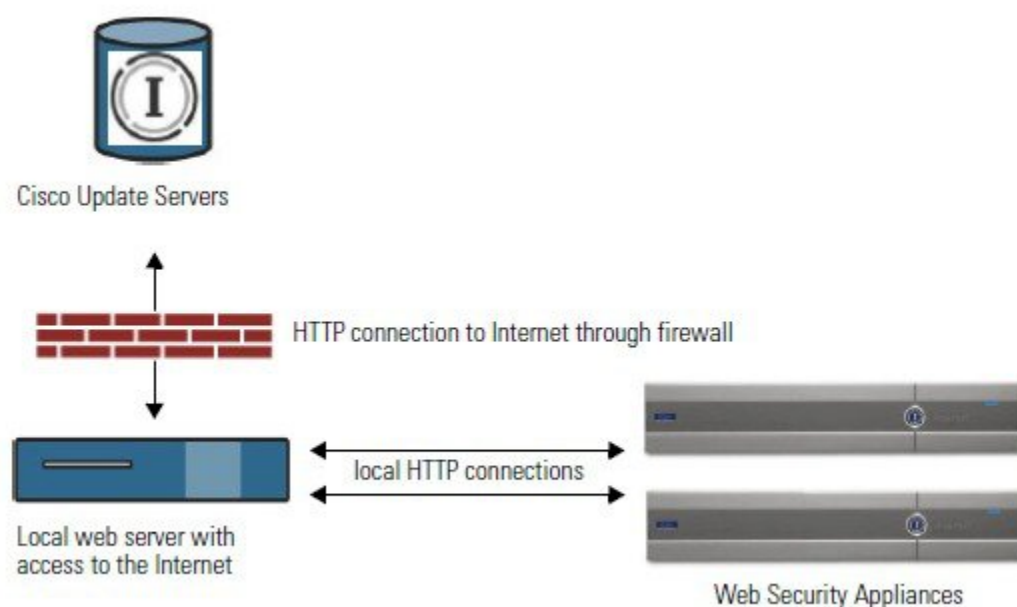 I
Cisco Update Servers
HTTP connection to Internet through firewall
local HTTP connections
Local web server with
access to the Internet
Web Security Appliances